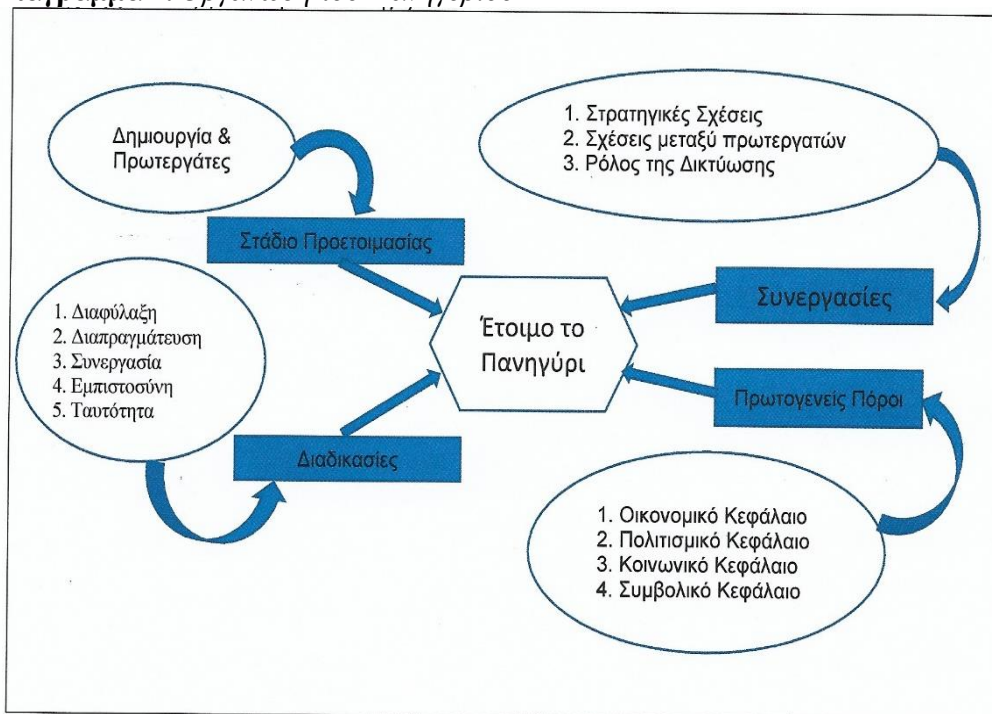 Δημιουργία &
Πρωτεργάτες
1. Στρατηγικές Σχέσεις
2. Σχέσεις μεταξύ πρωτεργατών
3. Ρόλος της Δικτύωσης
Στάδιο Προετοιμασίας
Συνεργασίες
Έτοιμο το
Πανηγύρι
1. Διαφύλαξη
2. Διαπραγμάτευση
3. Συνεργασία
4. Εμπιστοσύνη
5. Ταυτότητα
Πρωτογενείς Πόροι
Διαδικασίες
1. Οικονομικό Κεφάλαιο
2. Πολιτισμικό Κεφάλαιο
3. Κοινωνικό Κεφάλαιο
4. Συμβολικό Κεφάλαιο